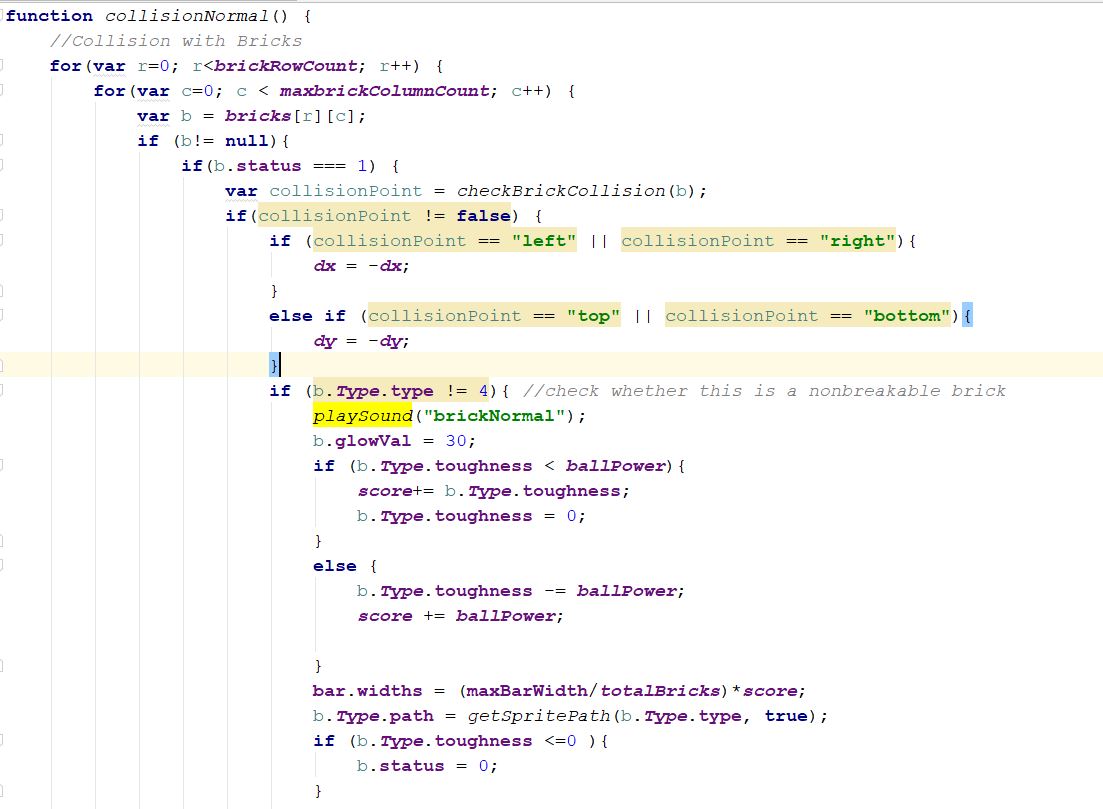 function collisionNormal() {
    //Collision with Bricks
    for(var r=0; r<brickRowCount; r++) {
        for(var c=0; c < maxbrickColumnCount; c++) {
            var b = bricks[r][c];
            if (b!= null){
                if(b.status === 1) {
                    var collisionPoint = checkBrickCollision(b);
                    if(collisionPoint != false) {
                        if (collisionPoint == "left" || collisionPoint == "right"){
                            dx = -dx;
                        }
                        else if (collisionPoint == "top" || collisionPoint == "bottom"){
                            dy = -dy;
                        }
                        if (b.Type.type != 4){ //check whether this is a nonbreakable brick
                            playSound("brickNormal");
                            b.glowVal = 30;
                            if (b.Type.toughness < ballPower){
                                score+= b.Type.toughness;
                                b.Type.toughness = 0;
                            }
                            else {
                                b.Type.toughness -= ballPower;
                                score += ballPower;
                            }
                            bar.widths = (maxBarWidth/totalBricks)*score;
                            b.Type.path = getSpritePath(b.Type.type, true);
                            if (b.Type.toughness <=0 ){
                                b.status = 0;
                            }